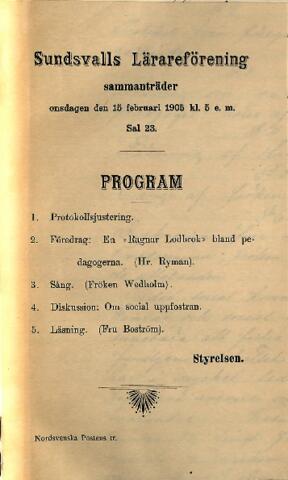 Sundsvalls Lärareförening
sammanträder
onsdagen den 15 februari 1905 kl. 5 e. m.
Sal 23.
PROGRAM
1. Protokollsjustering.
2. Föredrag: En »Ragnar Lodbrok» bland pe-
dagogerna. (Hr. Ryman).
3. Sång. (Fröken Wedholm).
4. Diskussion: Om social uppfostran.
5. Läsning. (Fru Boström).
Styrelsen.
Nordsvenska Postens tr.